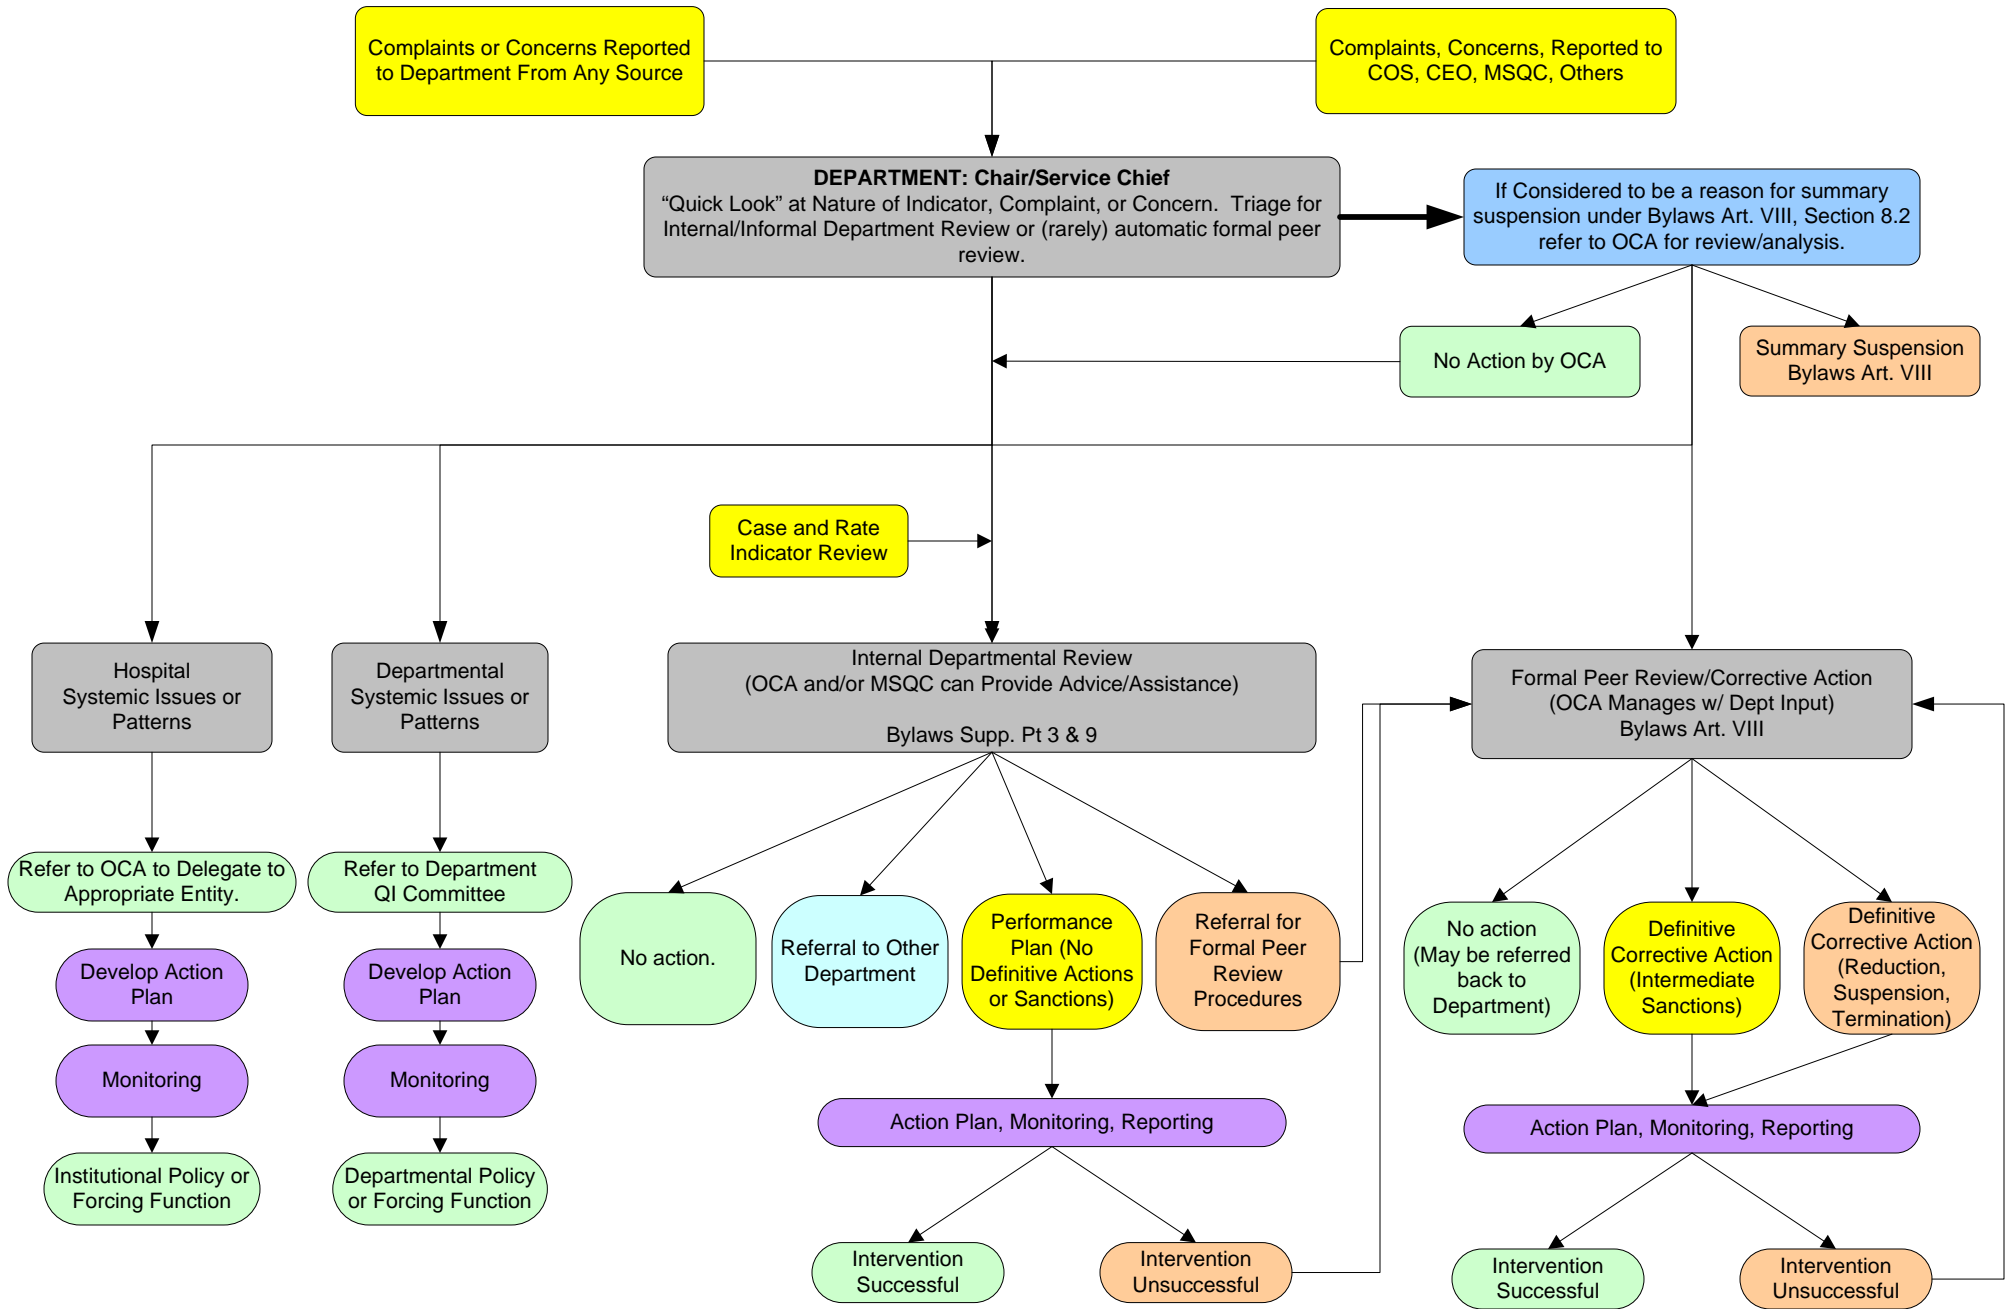 Complaints or Concerns Reported
to Department From Any Source
Complaints, Concerns, Reported to
COS, CEO, MSQC, Others
DEPARTMENT: Chair/Service Chief
“Quick Look” at Nature of Indicator, Complaint, or Concern.  Triage for
Internal/Informal Department Review or (rarely) automatic formal peer
review.
If Considered to be a reason for summary
suspension under Bylaws Art. VIII, Section 8.2
refer to OCA for review/analysis.
No Action by OCA
Summary Suspension
Bylaws Art. VIII
Case and Rate
Indicator Review
Hospital
Systemic Issues or
Patterns
Departmental
Systemic Issues or
Patterns
Internal Departmental Review
(OCA and/or MSQC can Provide Advice/Assistance)
Bylaws Supp. Pt 3 & 9
Formal Peer Review/Corrective Action
(OCA Manages w/ Dept Input)
Bylaws Art. VIII
Refer to OCA to Delegate to
Appropriate Entity.
Refer to Department
QI Committee
No action.
Referral to Other
Department
Performance
Plan (No
Definitive Actions
or Sanctions)
Referral for
Formal Peer
Review
Procedures
No action
(May be referred
back to
Department)
Definitive
Corrective Action
(Intermediate
Sanctions)
Definitive
Corrective Action
(Reduction,
Suspension,
Termination)
Develop Action
Plan
Develop Action
Plan
Monitoring
Monitoring
Action Plan, Monitoring, Reporting
Action Plan, Monitoring, Reporting
Institutional Policy or
Forcing Function
Departmental Policy
or Forcing Function
Intervention
Successful
Intervention
Unsuccessful
Intervention
Successful
Intervention
Unsuccessful